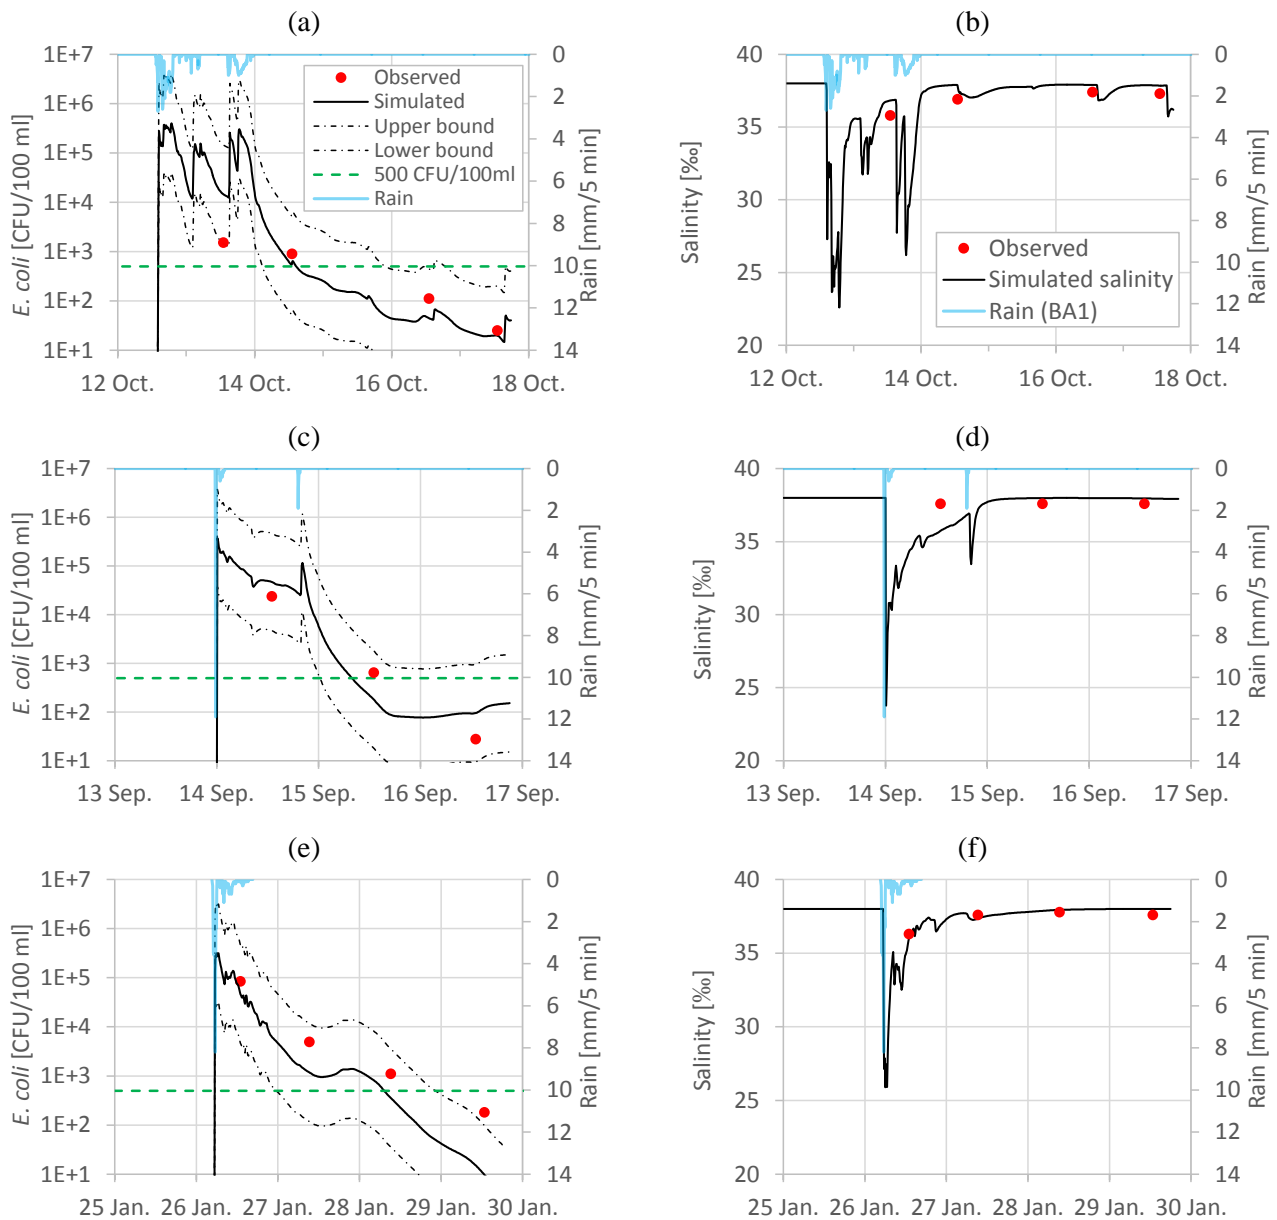 (a)
1E+7
1E+6
1E+5
1E+4
1E+3
1E+2
1E+1
E. coli [CFU/100 ml]
Observed
Simulated
Upper bound
Lower bound
500 CFU/100ml
Rain
0
2
4
6
8
10
12
14
Rain [mm/5 min]
12 Oct.
14 Oct.
16 Oct.
18 Oct.
(b)
40
35
30
25
20
Salinity [‰]
Observed
Simulated salinity
Rain (BA1)
0
2
4
6
8
10
12
14
Rain [mm/5 min]
12 Oct.
14 Oct.
16 Oct.
18 Oct.
(c)
1E+7
1E+6
1E+5
1E+4
1E+3
1E+2
1E+1
E. coli [CFU/100 ml]
0
2
4
6
8
10
12
14
Rain [mm/5 min]
13 Sep.
14 Sep.
15 Sep.
16 Sep.
17 Sep.
(d)
40
35
30
25
20
Salinity [‰]
0
2
4
6
8
10
12
14
Rain [mm/5 min]
13 Sep.
14 Sep.
15 Sep.
16 Sep.
17 Sep.
(e)
1E+7
1E+6
1E+5
1E+4
1E+3
1E+2
1E+1
E. coli [CFU/100 ml]
0
2
4
6
8
10
12
14
Rain [mm/5 min]
25 Jan.
26 Jan.
27 Jan.
28 Jan.
29 Jan.
30 Jan.
(f)
40
35
30
25
20
Salinity [‰]
0
2
4
6
8
10
12
14
Rain [mm/5 min]
25 Jan.
26 Jan.
27 Jan.
28 Jan.
29 Jan.
30 Jan.